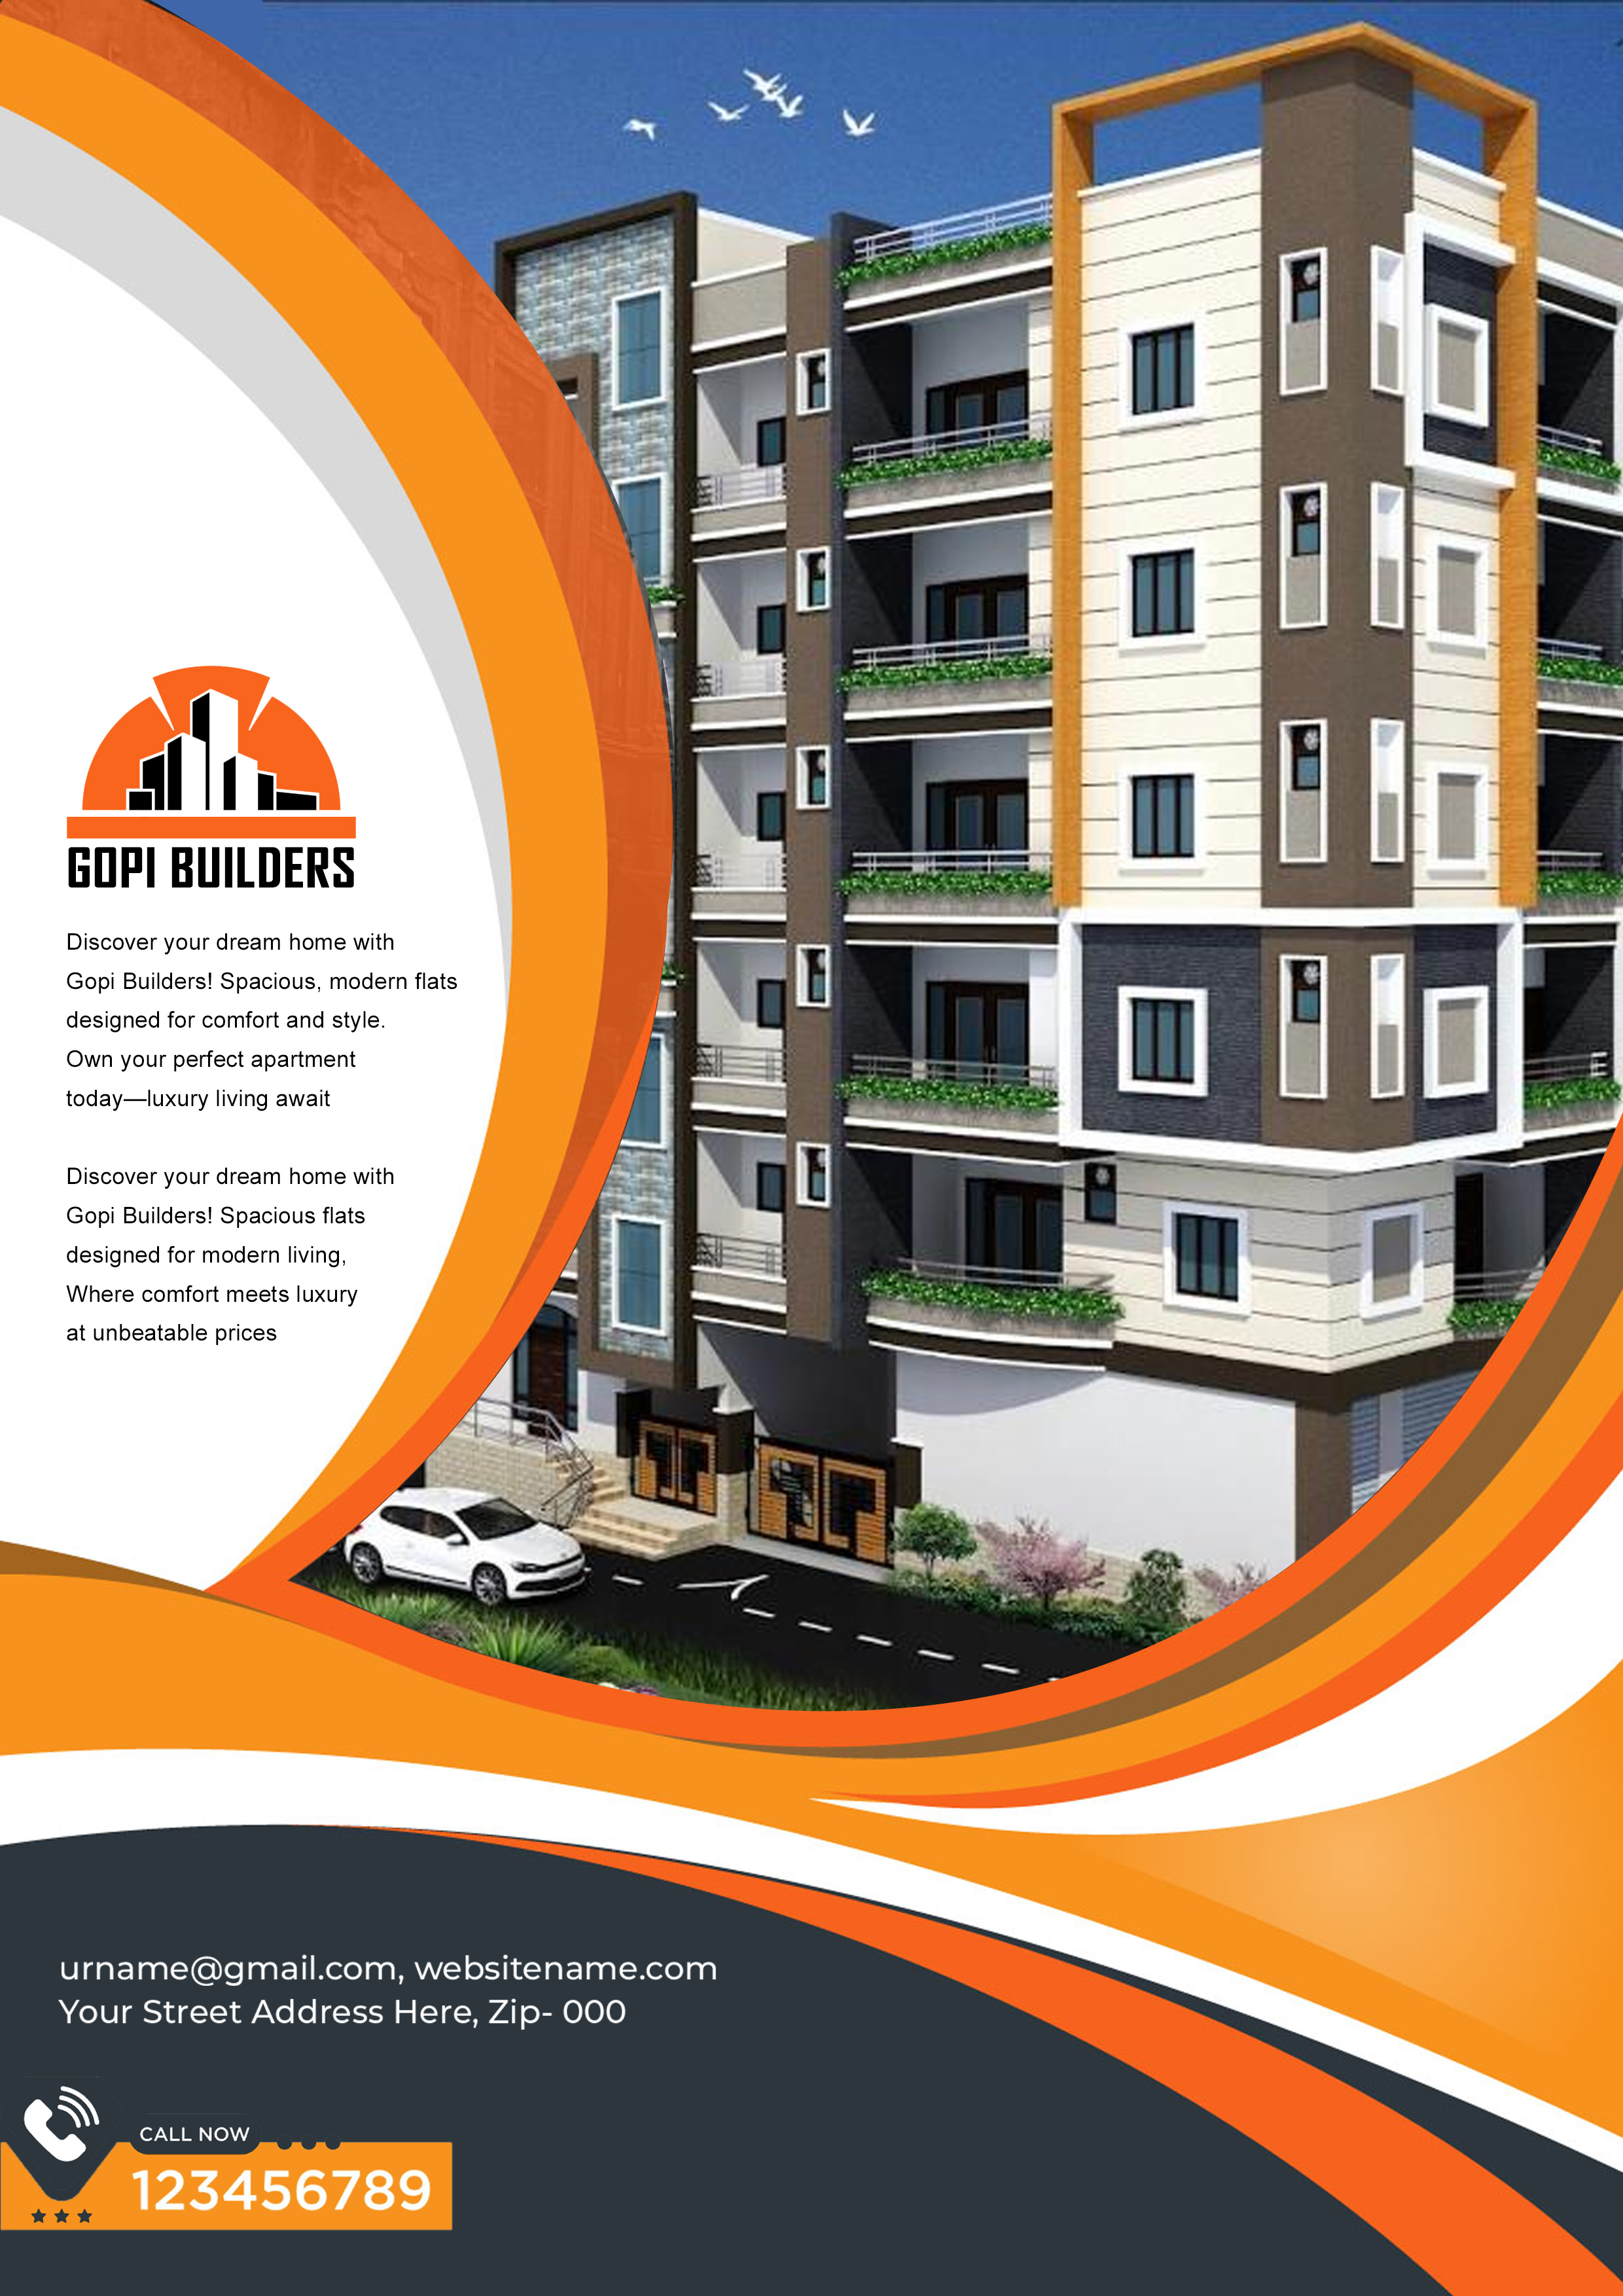 GOPI BUILDERS
Discover your dream home with
Gopi Builders! Spacious, modern flats
designed for comfort and style.
Own your perfect apartment
today—luxury living await
Discover your dream home with
Gopi Builders! Spacious flats
designed for modern living,
Where comfort meets luxury
at unbeatable prices
urname@gmail.com, websitename.com
Your Street Address Here, Zip- 000
CALL NOW
123456789